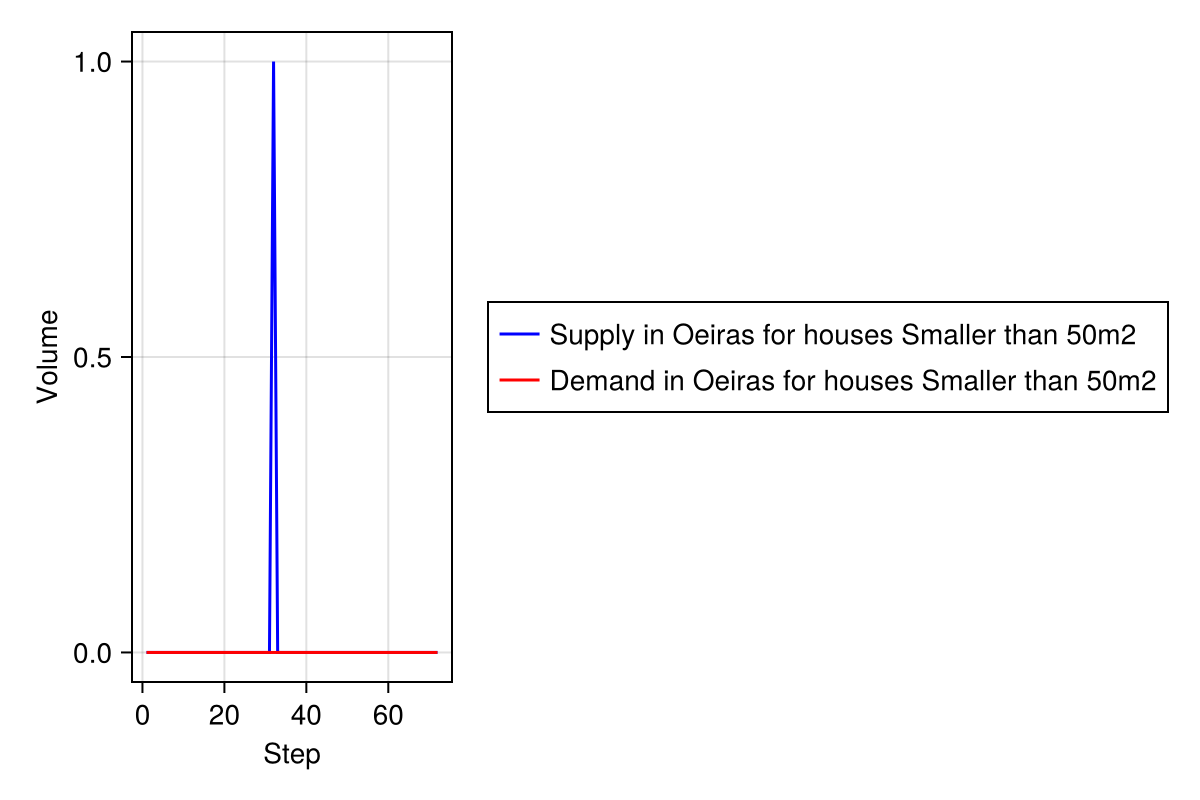 1.0
0.5
0.0
Volume
0 20 40 60
Step
Supply in Oeiras for houses Smaller than 50m2
Demand in Oeiras for houses Smaller than 50m2